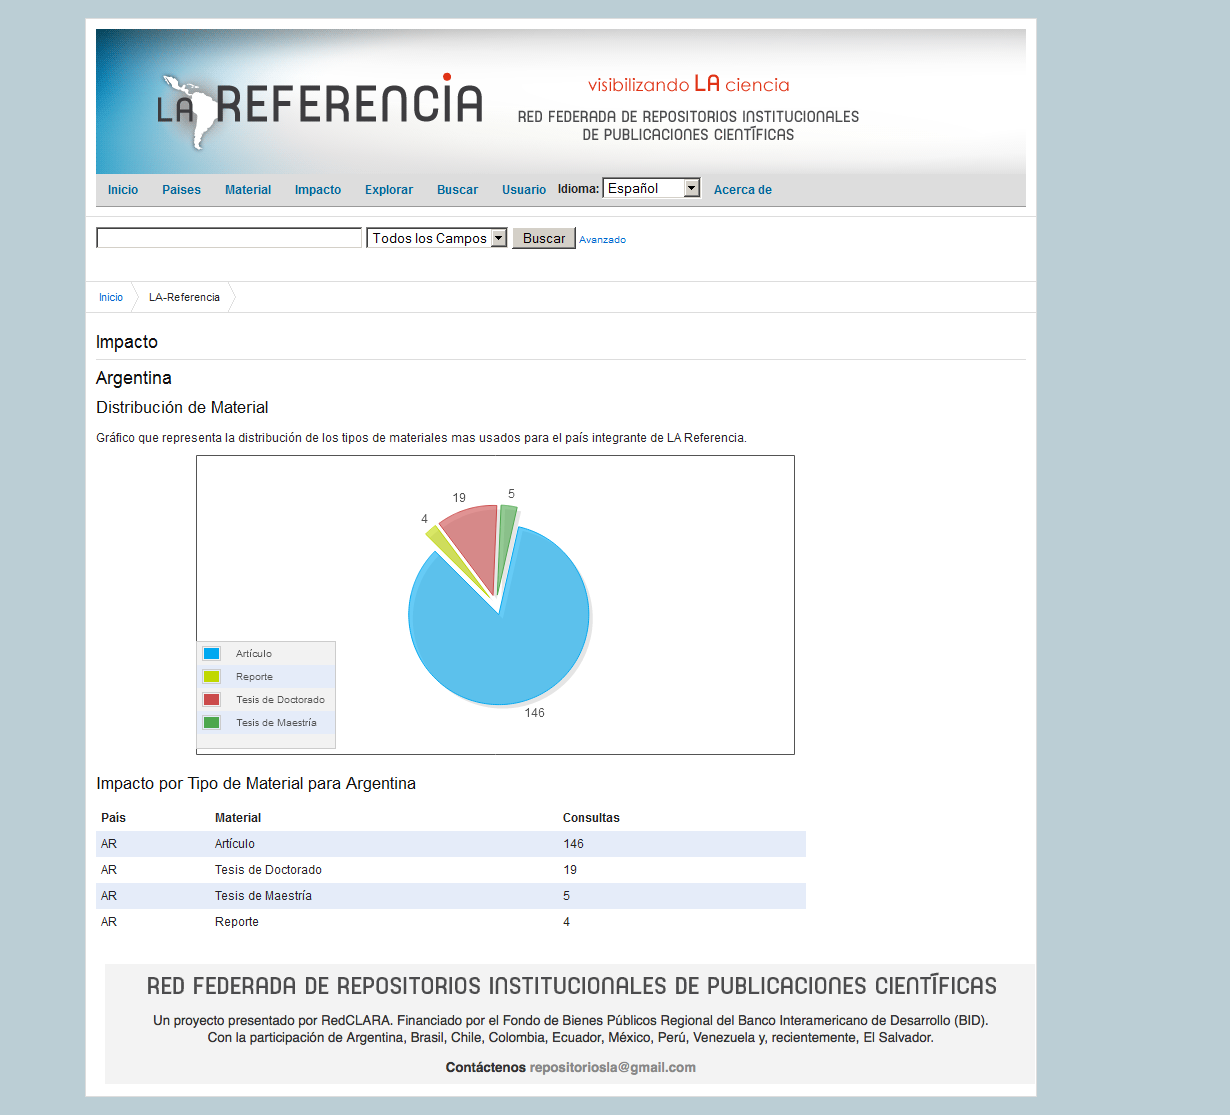 LA REFERENCIA
visibilizando LA ciencia
RED FEDERADA DE REPOSITORIOS INSTITUCIONALES
DE PUBLICACIONES CIENTÍFICAS
Inicio Paises Material Impacto Explorar Buscar Usuario Idioma: Español Acerca de
Todos los Campos Buscar Avanzado
Inicio LA-Referencia
Impacto
Argentina
Distribución de Material
Gráfico que representa la distribución de los tipos de materiales mas usados para el país integrante de LA Referencia.
5
19
4
146
Artículo
Reporte
Tesis de Doctorado
Tesis de Maestría
Impacto por Tipo de Material para Argentina
País Material Consultas
AR Artículo 146
AR Tesis de Doctorado 19
AR Tesis de Maestría 5
AR Reporte 4
RED FEDERADA DE REPOSITORIOS INSTITUCIONALES DE PUBLICACIONES CIENTÍFICAS
Un proyecto presentado por RedCLARA. Financiado por el Fondo de Bienes Públicos Regional del Banco Interamericano de Desarrollo (BID).
Con la participación de Argentina, Brasil, Chile, Colombia, Ecuador, México, Perú, Venezuela y, recientemente, El Salvador.
Contáctenos repositoriosla@gmail.com